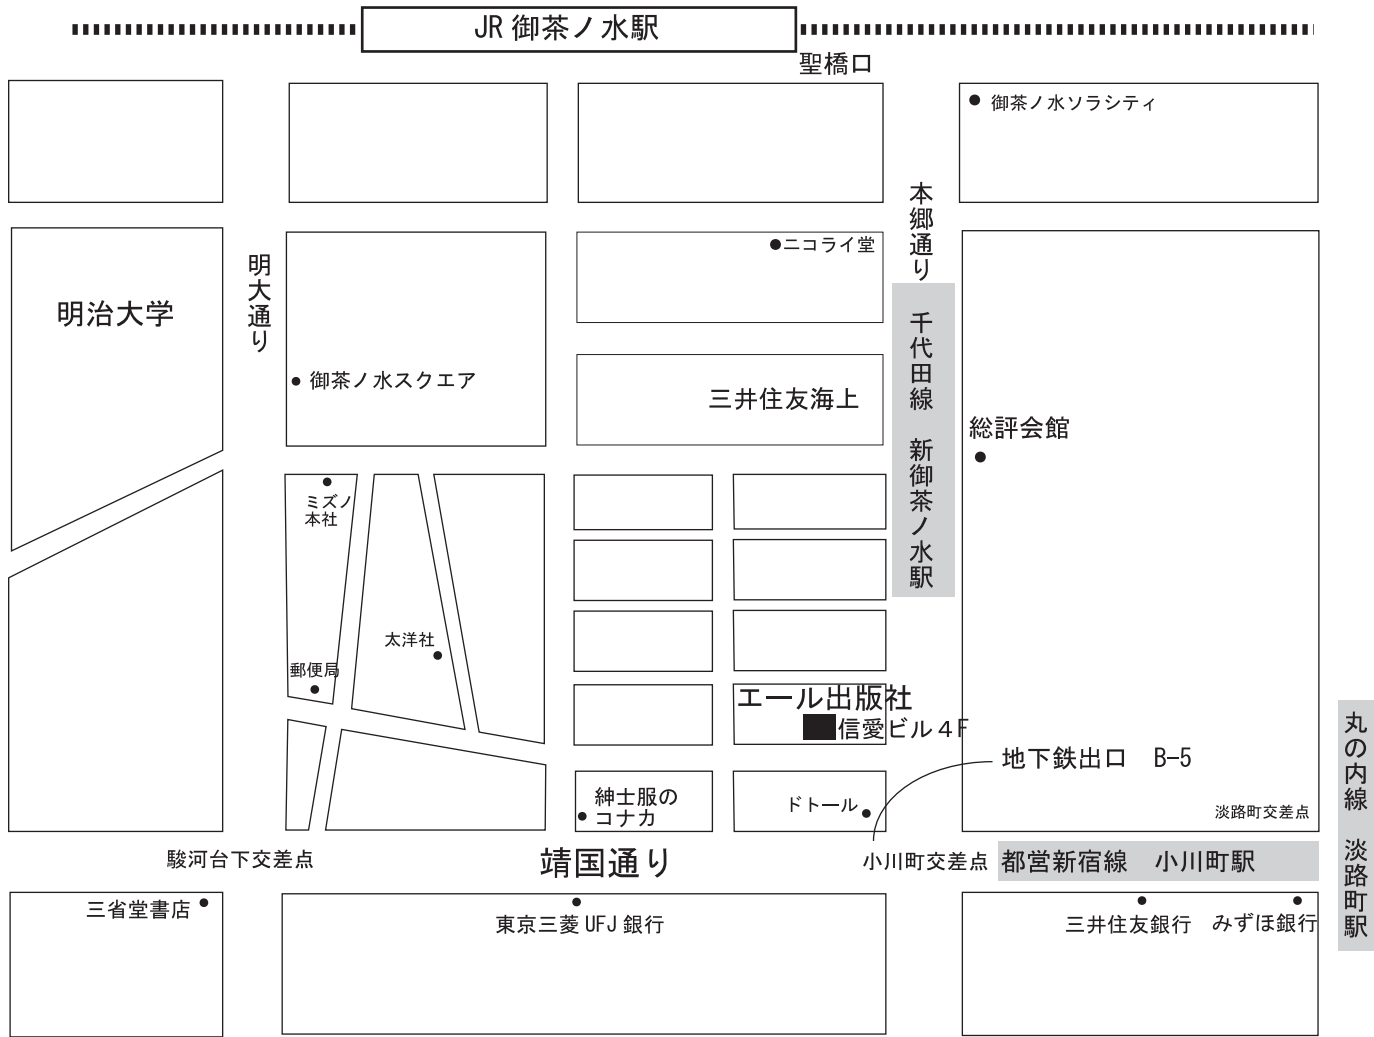 JR 御茶ノ水駅
聖橋口
御茶ノ水ソラシティ
本郷通り
ニコライ堂
明大通り
明治大学
千代田線　新御茶ノ水駅
御茶ノ水スクエア
三井住友海上
総評会館
ミズノ
本社
太洋社
郵便局
エール出版社
信愛ビル４F
丸の内線　淡路町駅
地下鉄出口　B−5
紳士服の
コナカ
ドトール
淡路町交差点
駿河台下交差点
靖国通り
小川町交差点
都営新宿線　小川町駅
三省堂書店
東京三菱 UFJ 銀行
三井住友銀行
みずほ銀行